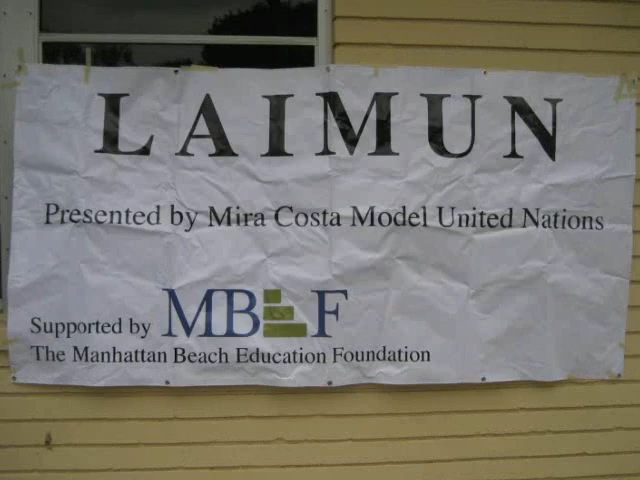 LAIMUN
Presented by Mira Costa Model United Nations
Supported by MBEF
The Manhattan Beach Education Foundation